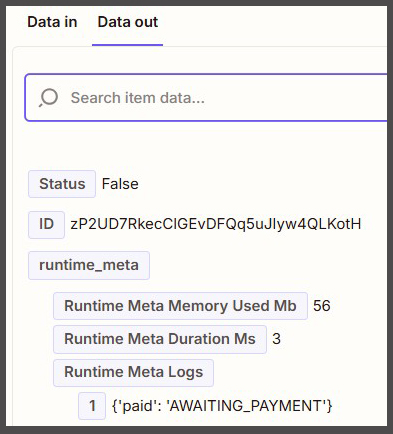 Data in Data out
Search item data...
Status False
ID zP2UD7RkecClGEvDFQq5uJlyw4QLKotH
runtime_meta
Runtime Meta Memory Used Mb 56
Runtime Meta Duration Ms 3
Runtime Meta Logs
1 {'paid': 'AWAITING_PAYMENT'}